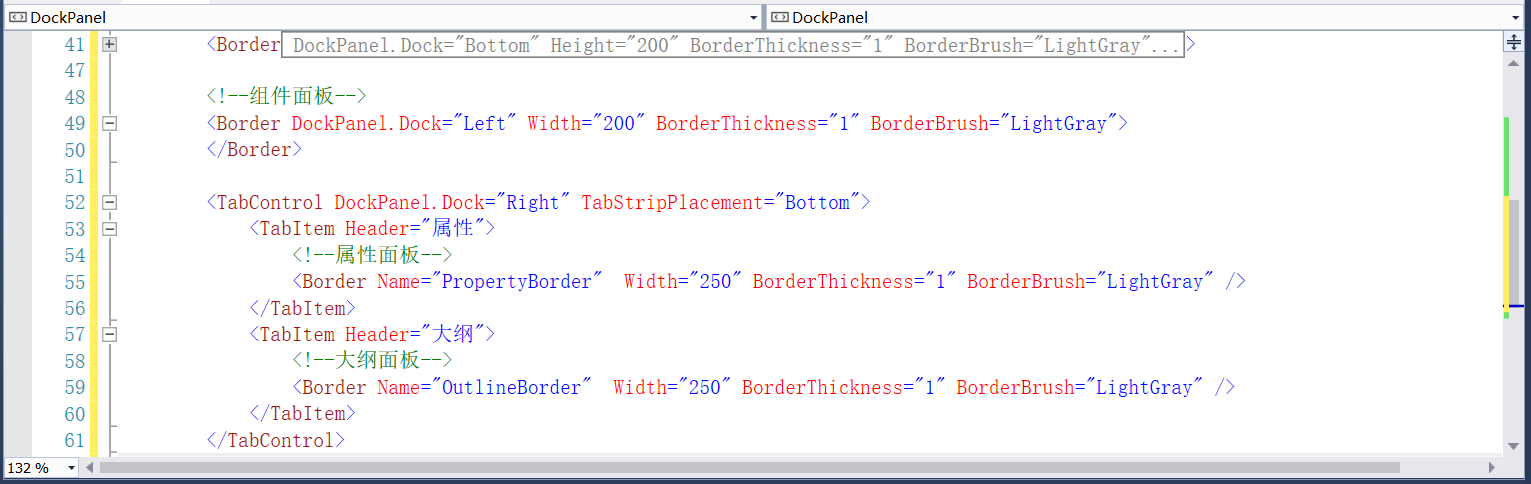 DockPanel DockPanel
41 <Border DockPanel.Dock="Bottom" Height="200" BorderThickness="1" BorderBrush="LightGray"...>
47
48 <!--组件面板-->
49 <Border DockPanel.Dock="Left" Width="200" BorderThickness="1" BorderBrush="LightGray">
50 </Border>
51
52 <TabControl DockPanel.Dock="Right" TabStripPlacement="Bottom">
53 <TabItem Header="属性">
54 <!--属性面板-->
55 <Border Name="PropertyBorder"  Width="250" BorderThickness="1" BorderBrush="LightGray" />
56 </TabItem>
57 <TabItem Header="大纲">
58 <!--大纲面板-->
59 <Border Name="OutlineBorder"  Width="250" BorderThickness="1" BorderBrush="LightGray" />
60 </TabItem>
61 </TabControl>
132 %